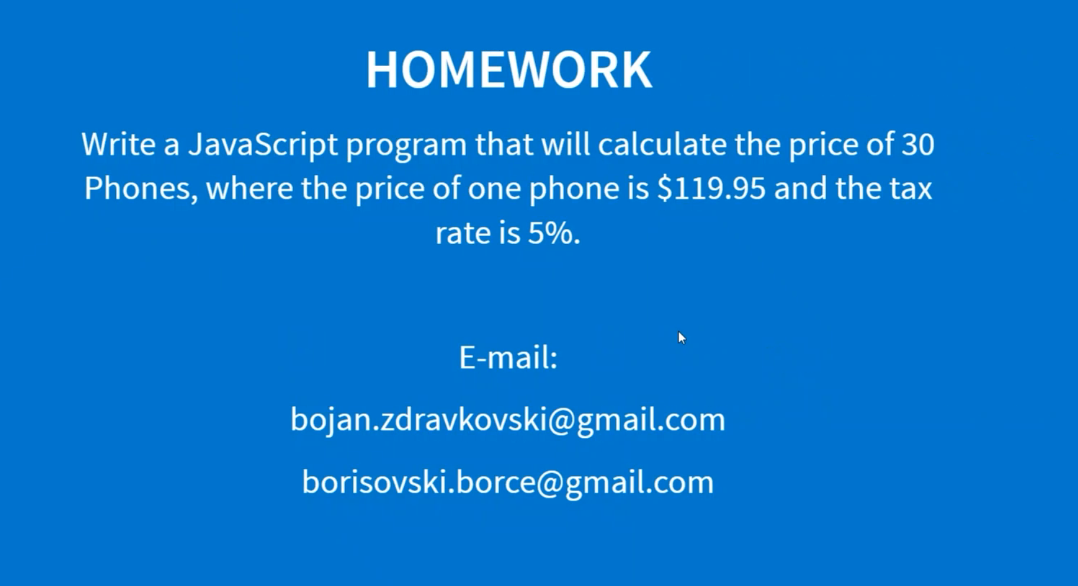 HOMEWORK
Write a JavaScript program that will calculate the price of 30
Phones, where the price of one phone is $119.95 and the tax
rate is 5%.
E-mail:
bojan.zdravkovski@gmail.com
borisovski.borce@gmail.com